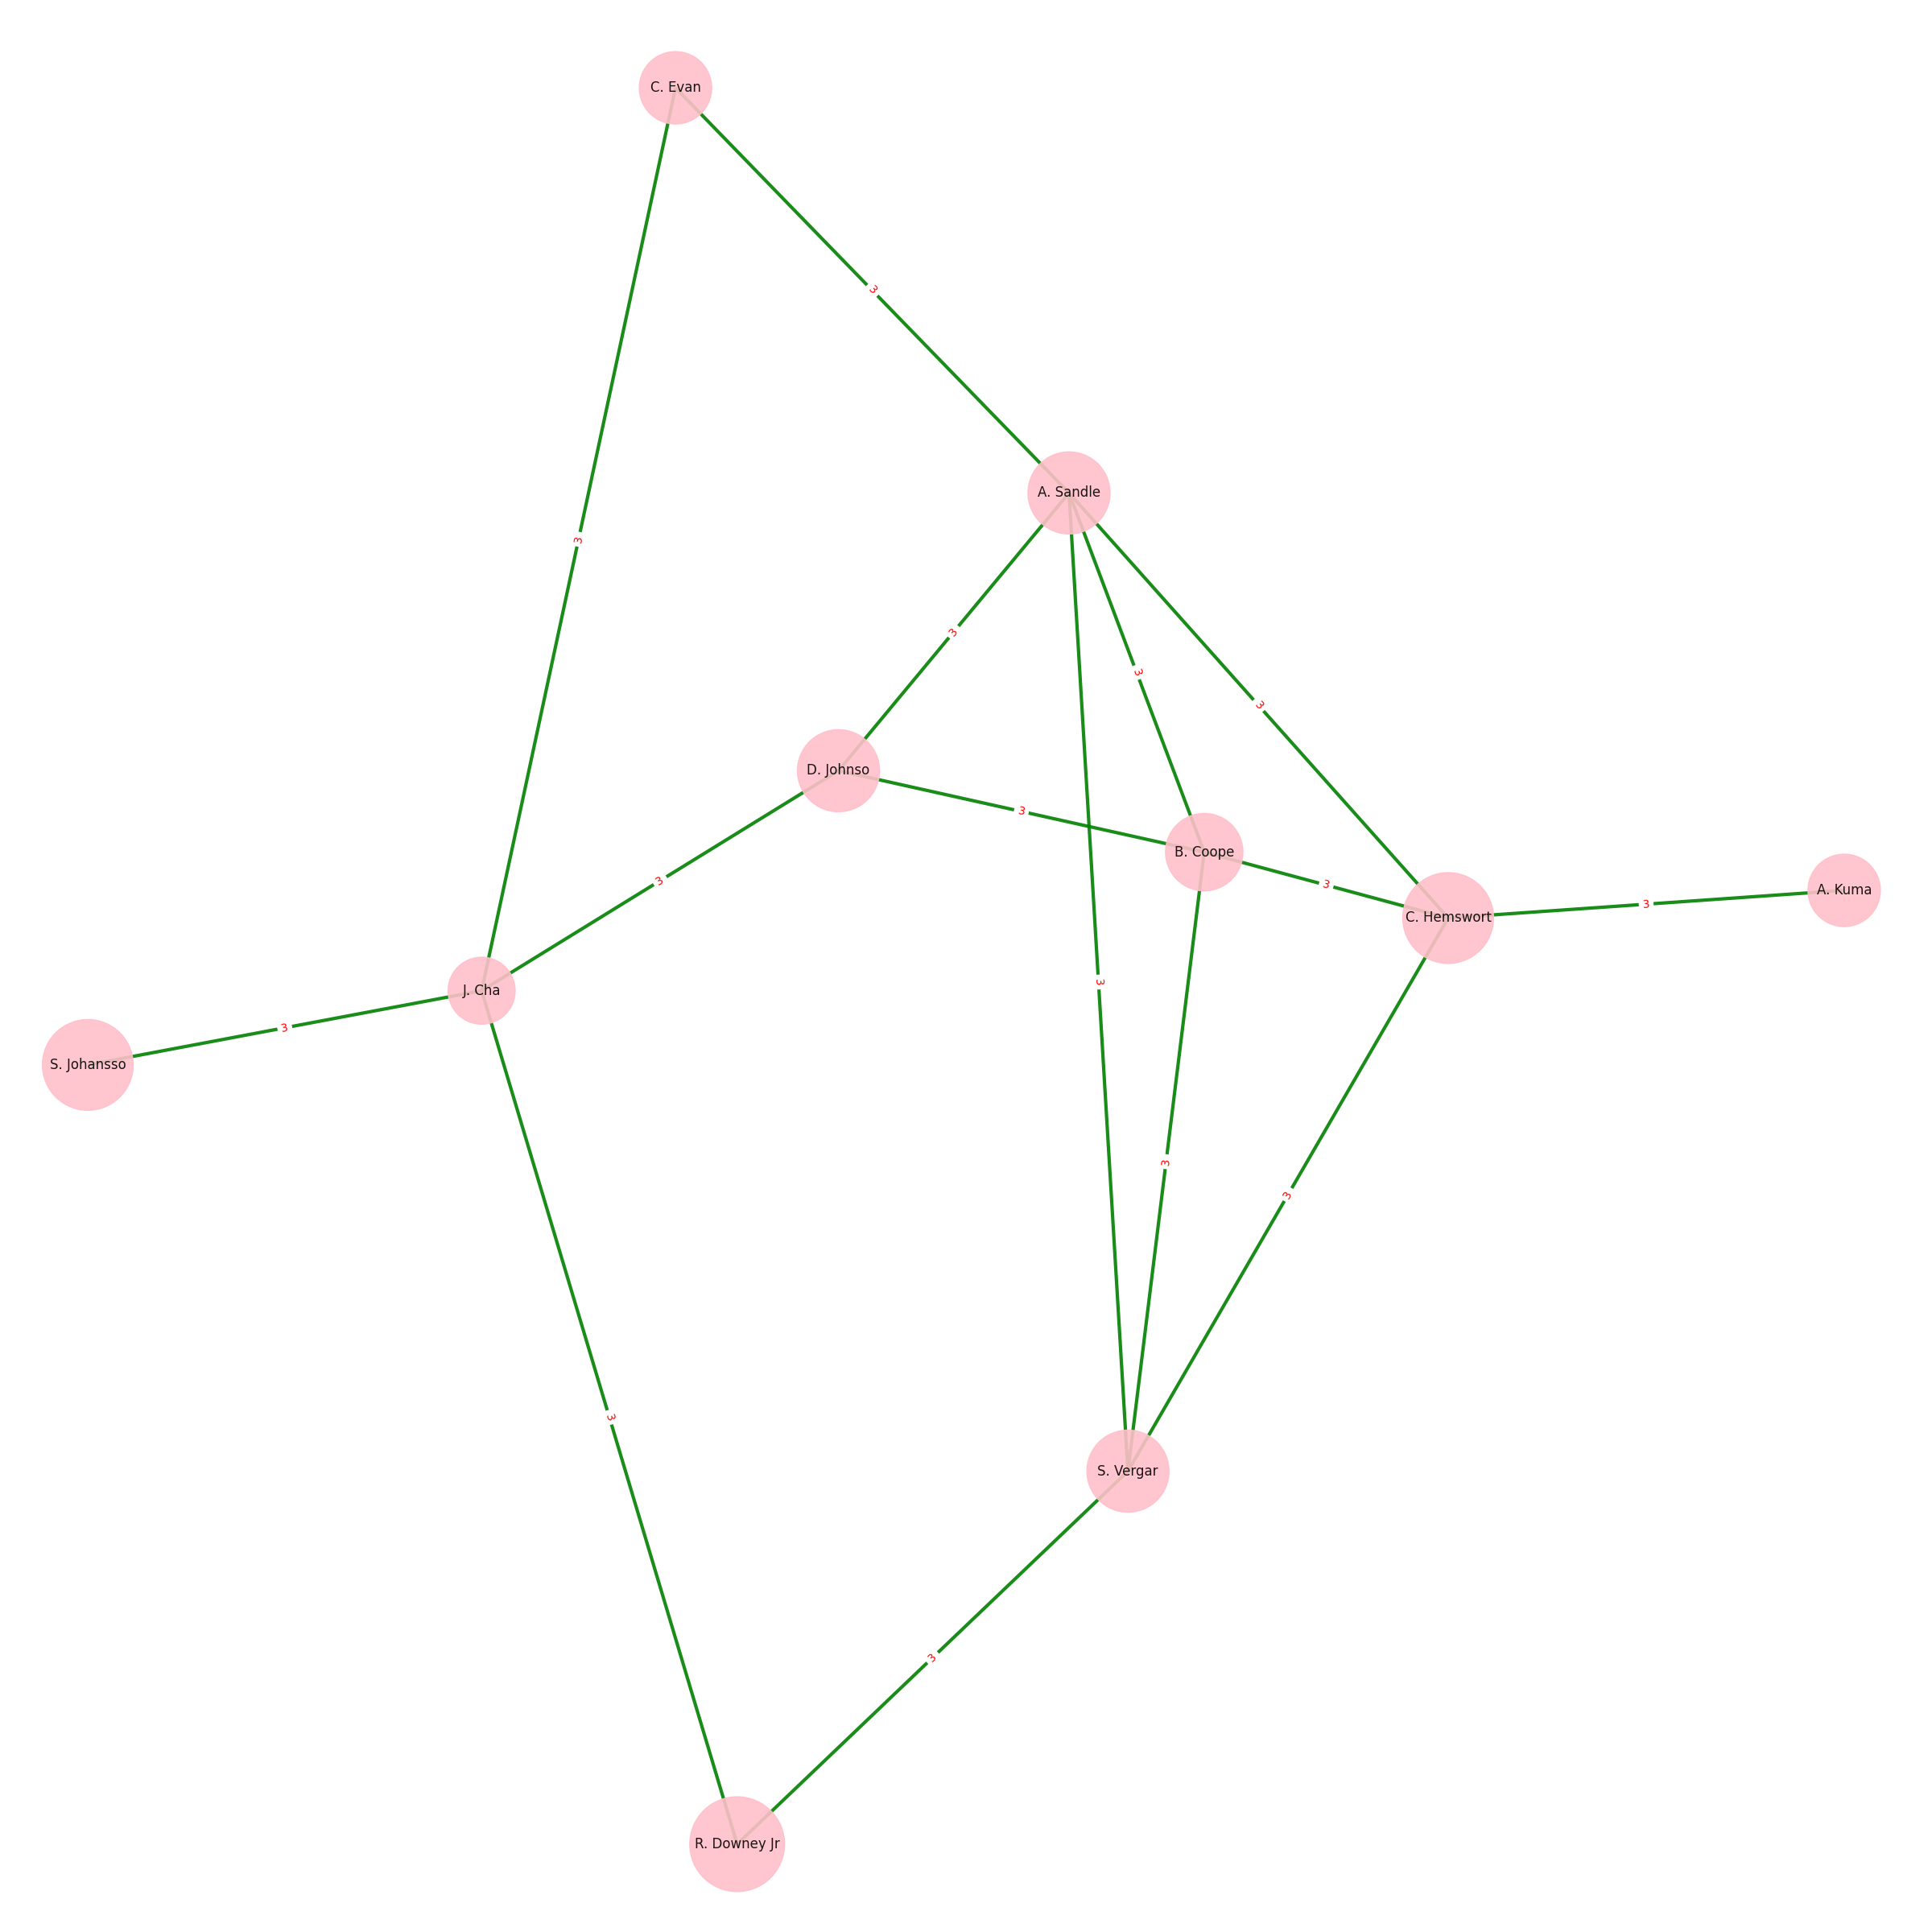 C. Evan
3
A. Sandle
3
3
3
3
D. Johnso
3
B. Coope
3
3
C. Hemswort
3
A. Kuma
3
J. Cha
3
S. Johansso
3
3
3
S. Vergar
3
R. Downey Jr